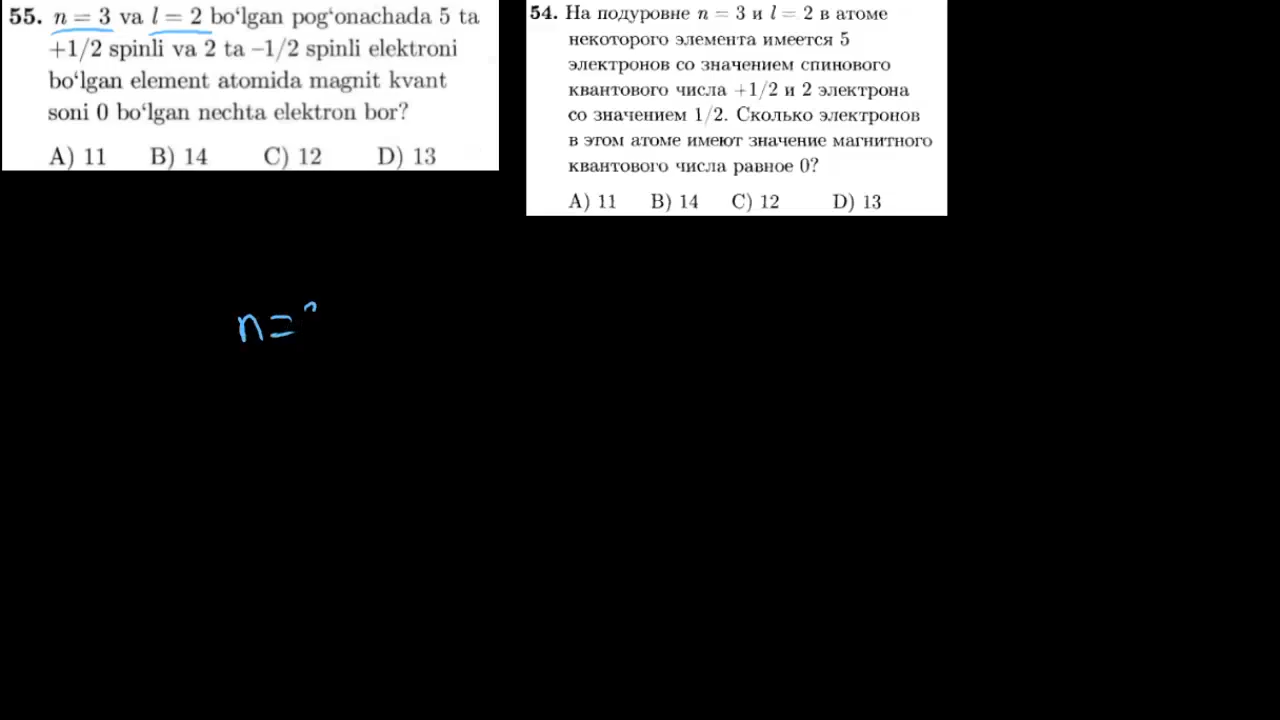 55. n = 3 va l = 2 bo‘lgan pog‘onachada 5 ta
+1/2 spinli va 2 ta –1/2 spinli elektroni
bo‘lgan element atomida magnit kvant
soni 0 bo‘lgan nechta elektron bor?
A) 11 B) 14 C) 12 D) 13
54. На подуровне n = 3 и l = 2 в атоме
некоторого элемента имеется 5
электронов со значением спинового
квантового числа +1/2 и 2 электрона
со значением 1/2. Сколько электронов
в этом атоме имеют значение магнитного
квантового числа равное 0?
A) 11 B) 14 C) 12 D) 13
n =